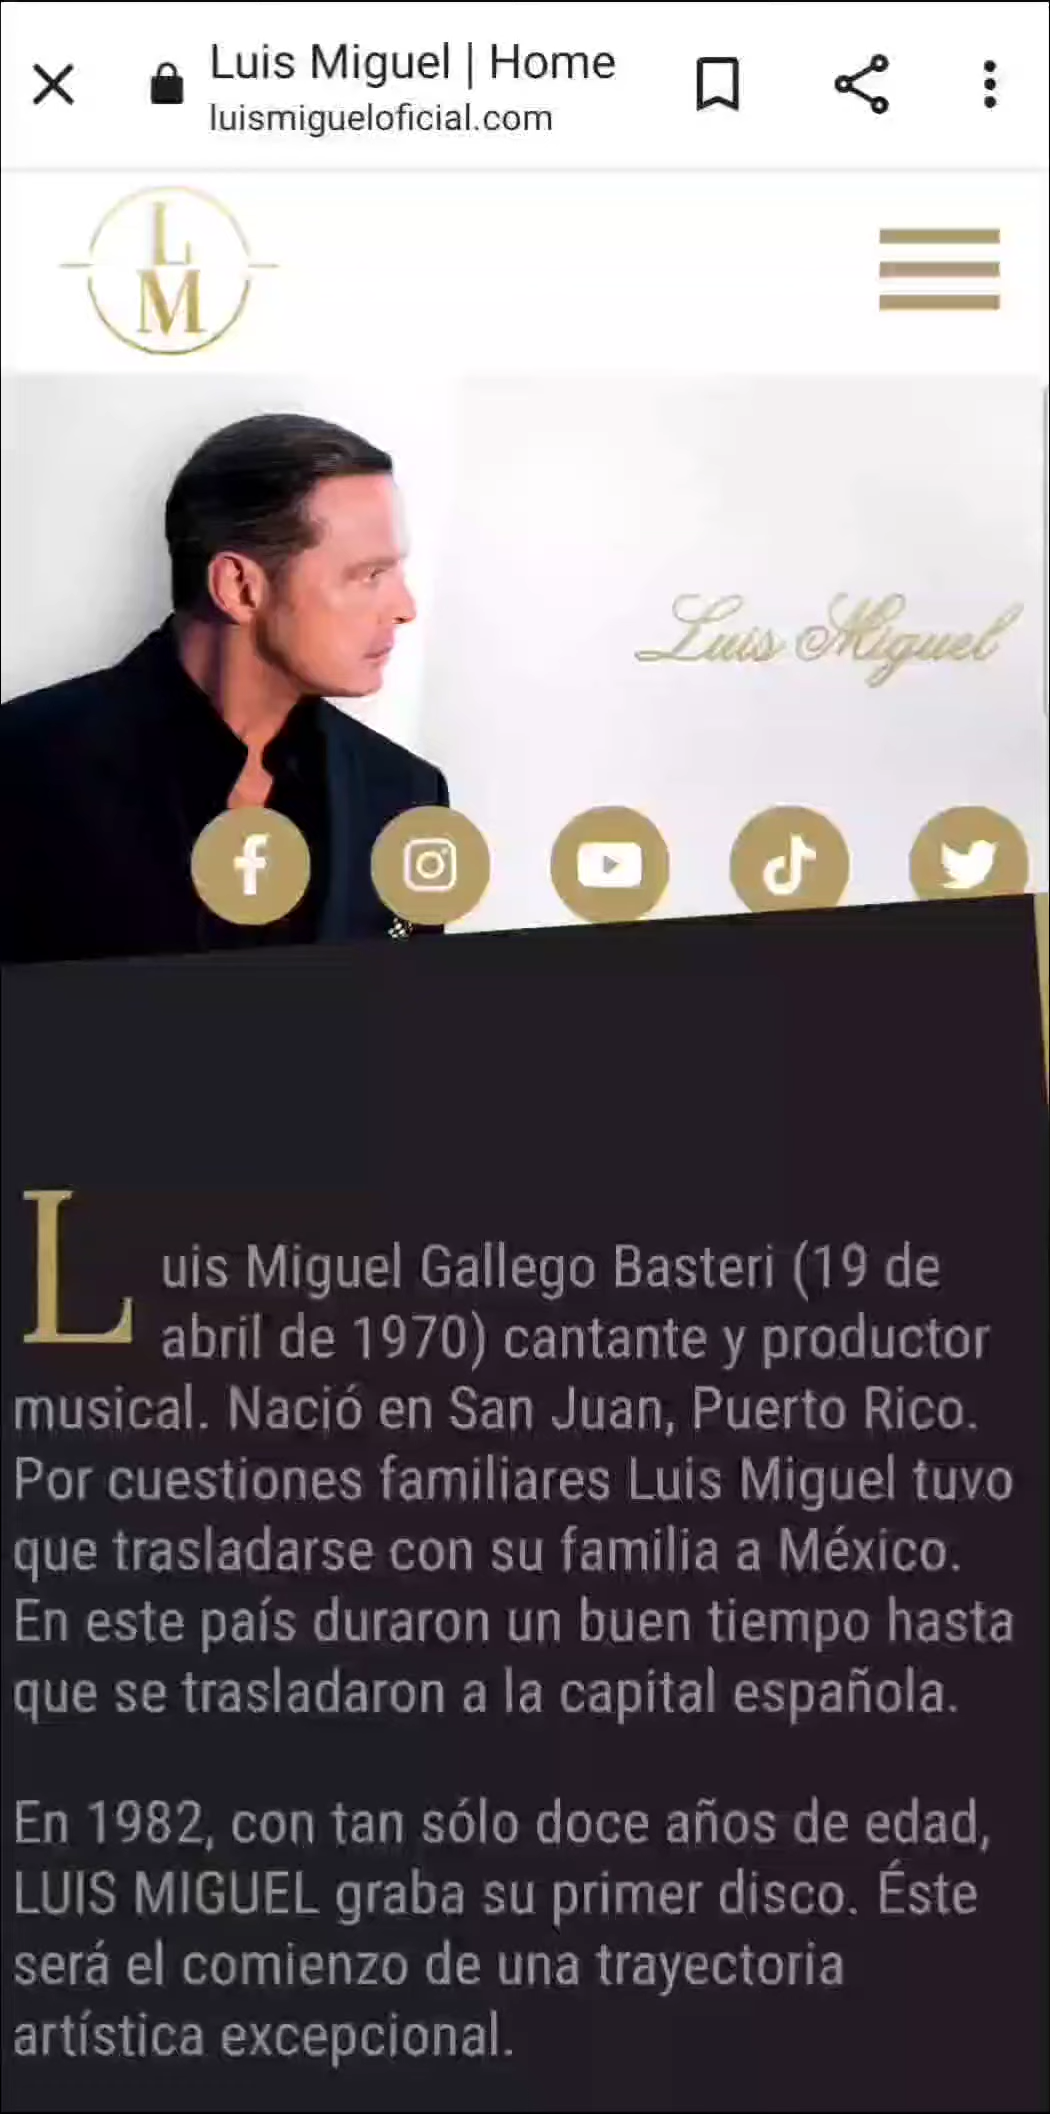 Luis Miguel | Home
luismigueloficial.com
L
M
Luis Miguel
Luis Miguel Gallego Basteri (19 de
abril de 1970) cantante y productor
musical. Nació en San Juan, Puerto Rico.
Por cuestiones familiares Luis Miguel tuvo
que trasladarse con su familia a México.
En este país duraron un buen tiempo hasta
que se trasladaron a la capital española.
En 1982, con tan sólo doce años de edad,
LUIS MIGUEL graba su primer disco. Éste
será el comienzo de una trayectoria
artística excepcional.